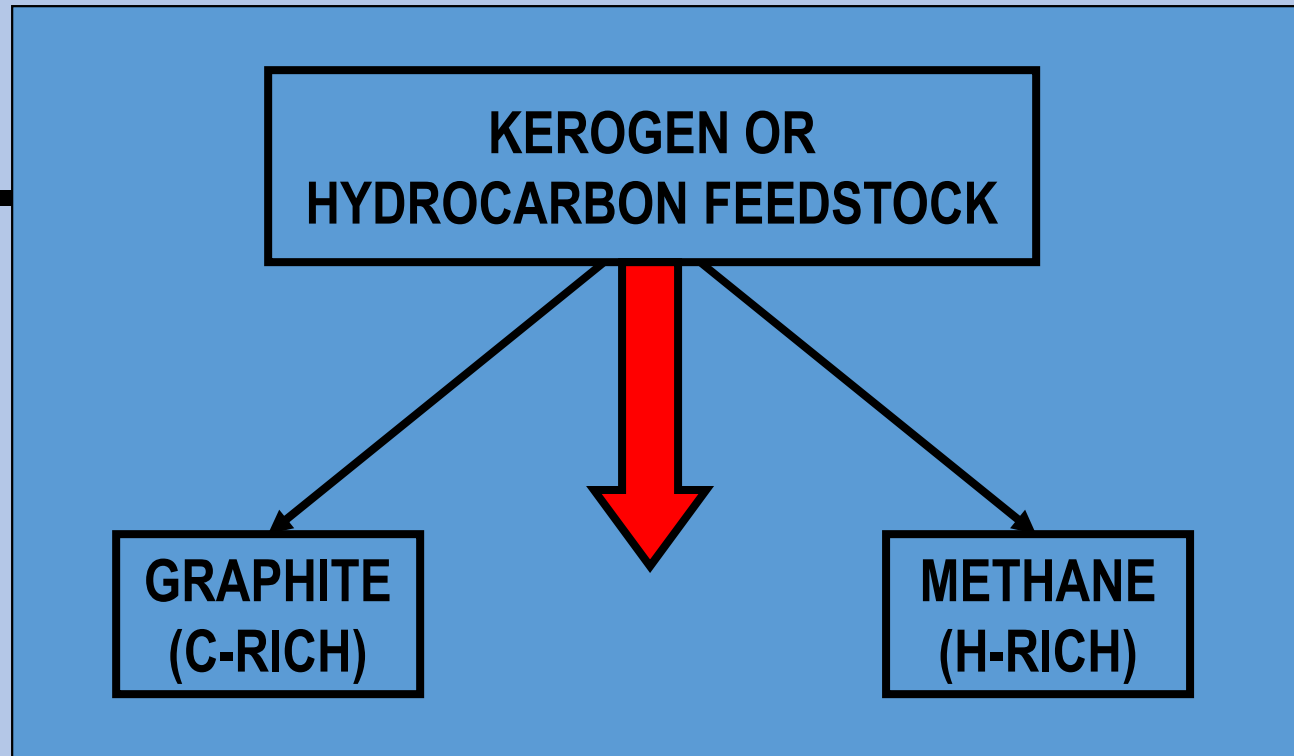 KEROGEN OR
HYDROCARBON FEEDSTOCK
GRAPHITE
(C-RICH)
METHANE
(H-RICH)